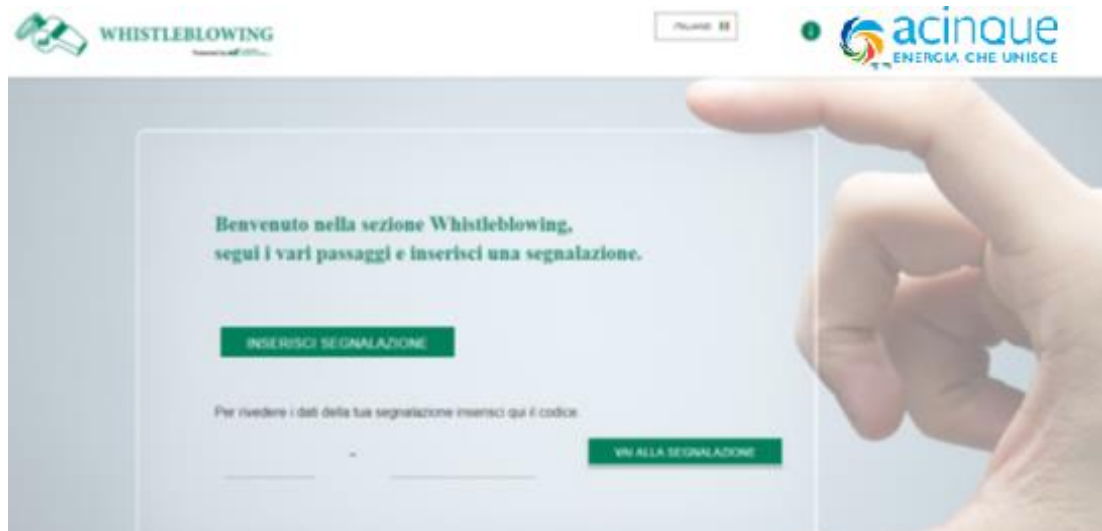 WHISTLEBLOWING
ITALIANO
acinque
ENERGIA CHE UNISCE
Benvenuto nella sezione Whistleblowing,
segui i vari passaggi e inserisci una segnalazione.
INSERISCI SEGNALAZIONE
Per rivedere i dati della tua segnalazione inserisci qui il codice
-
VAI ALLA SEGNALAZIONE